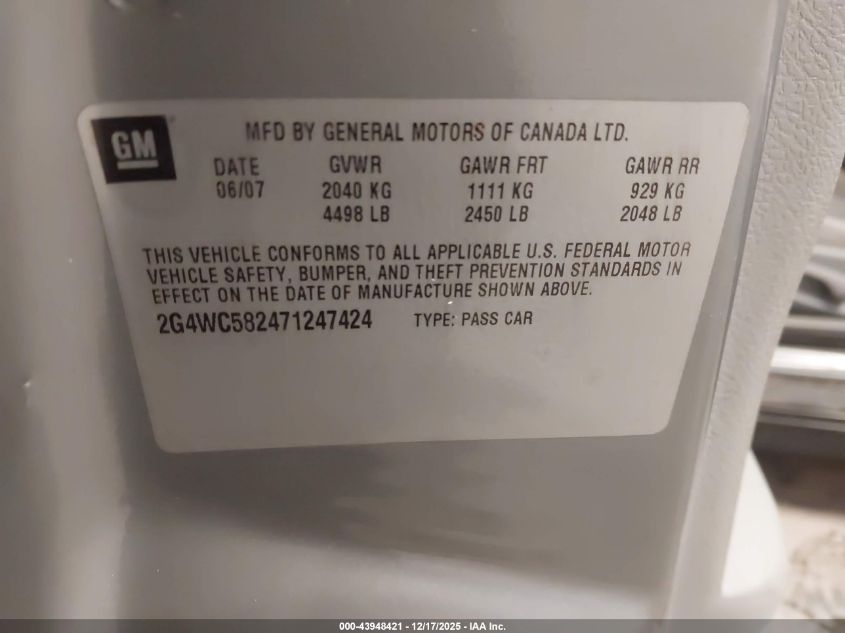 GM
MFD BY GENERAL MOTORS OF CANADA LTD.
DATE GVWR GAWR FRT GAWR RR
06/07 2040 KG 1111 KG 929 KG
4498 LB 2450 LB 2048 LB
THIS VEHICLE CONFORMS TO ALL APPLICABLE U.S. FEDERAL MOTOR
VEHICLE SAFETY, BUMPER, AND THEFT PREVENTION STANDARDS IN
EFFECT ON THE DATE OF MANUFACTURE SHOWN ABOVE.
2G4WC582471247424 TYPE: PASS CAR
000-43948421 – 12/17/2025 – IAA Inc.